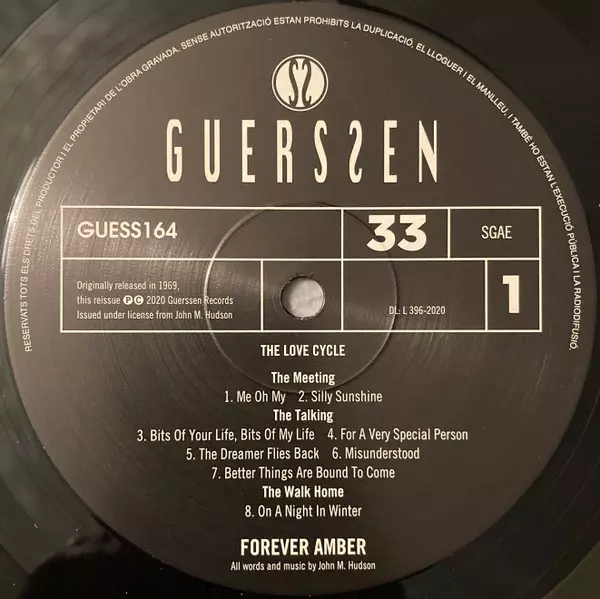 RESERVATS TOTS ELS DRETS DEL PRODUCTOR I EL PROPIETARI DE L'OBRA GRAVADA. SENSE AUTORITZACIÓ ESTAN PROHIBITS LA DUPLICACIÓ, EL LLOGUER I EL MANLLEU, I TAMBÉ HO ESTAN L'EXECUCIÓ PÚBLICA I LA RADIODIFUSIÓ.
GUERSSEN
GUESS164
33
SGAE
Originally released in 1969,
this reissue Ⓟ © 2020 Guerssen Records
Issued under license from John M. Hudson
DL: L 396-2020
1
THE LOVE CYCLE
The Meeting
1. Me Oh My 2. Silly Sunshine
The Talking
3. Bits Of Your Life, Bits Of My Life 4. For A Very Special Person
5. The Dreamer Flies Back 6. Misunderstood
7. Better Things Are Bound To Come
The Walk Home
8. On A Night In Winter
FOREVER AMBER
All words and music by John M. Hudson